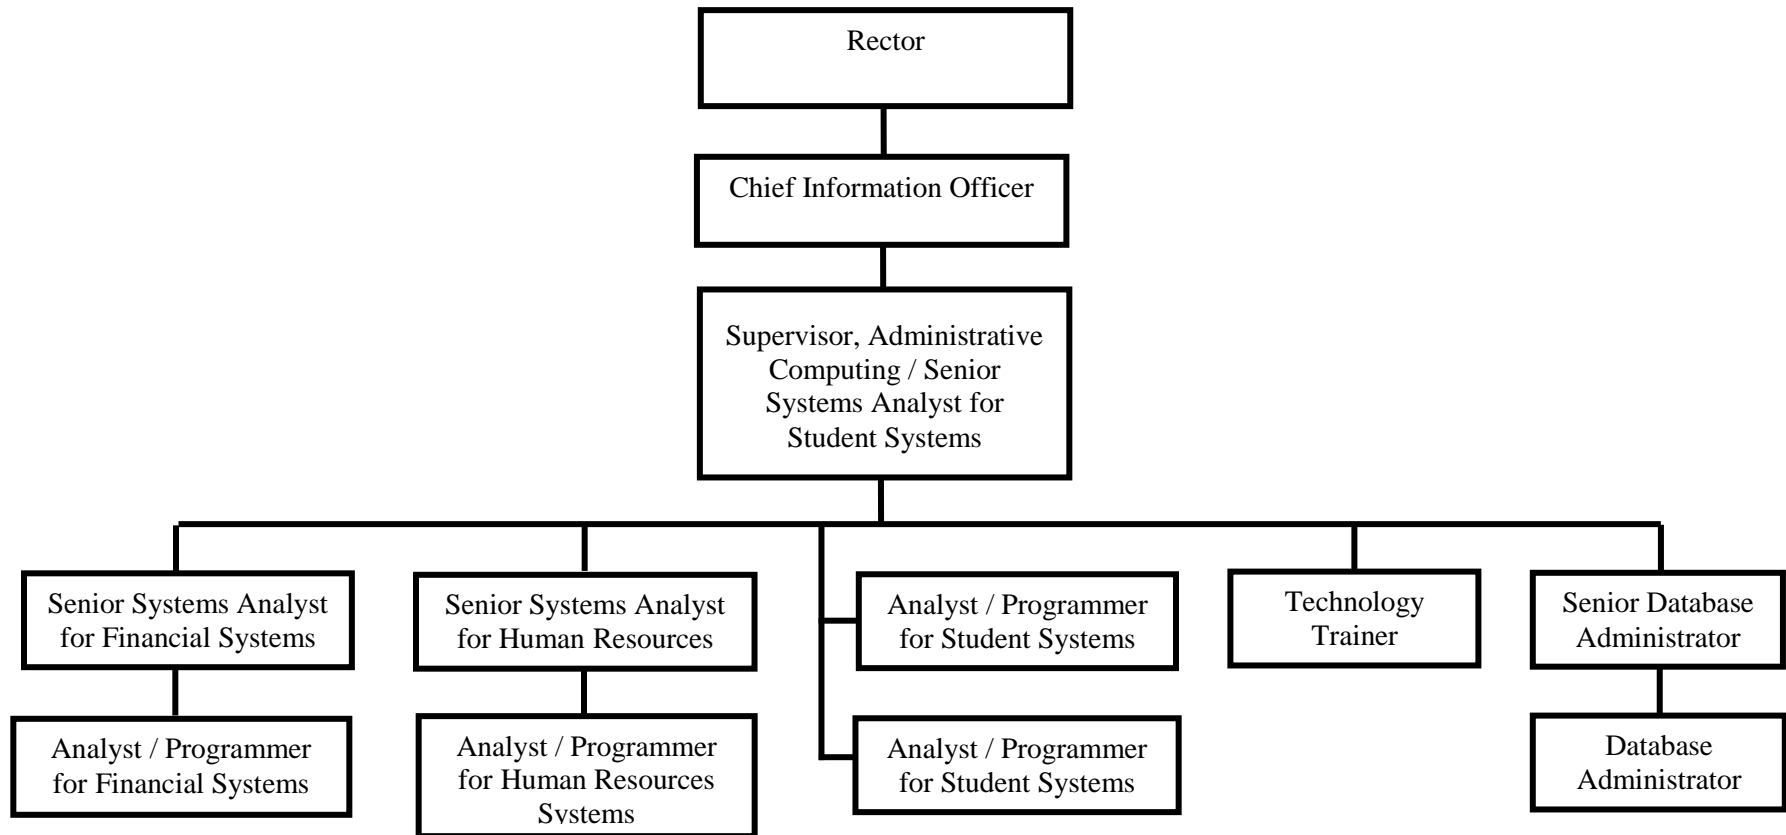 Rector
Chief Information Officer
Supervisor, Administrative
Computing / Senior
Systems Analyst for
Student Systems
Senior Systems Analyst
for Financial Systems
Senior Systems Analyst
for Human Resources
Analyst / Programmer
for Student Systems
Technology
Trainer
Senior Database
Administrator
Analyst / Programmer
for Financial Systems
Analyst / Programmer
for Human Resources
Systems
Analyst / Programmer
for Student Systems
Database
Administrator